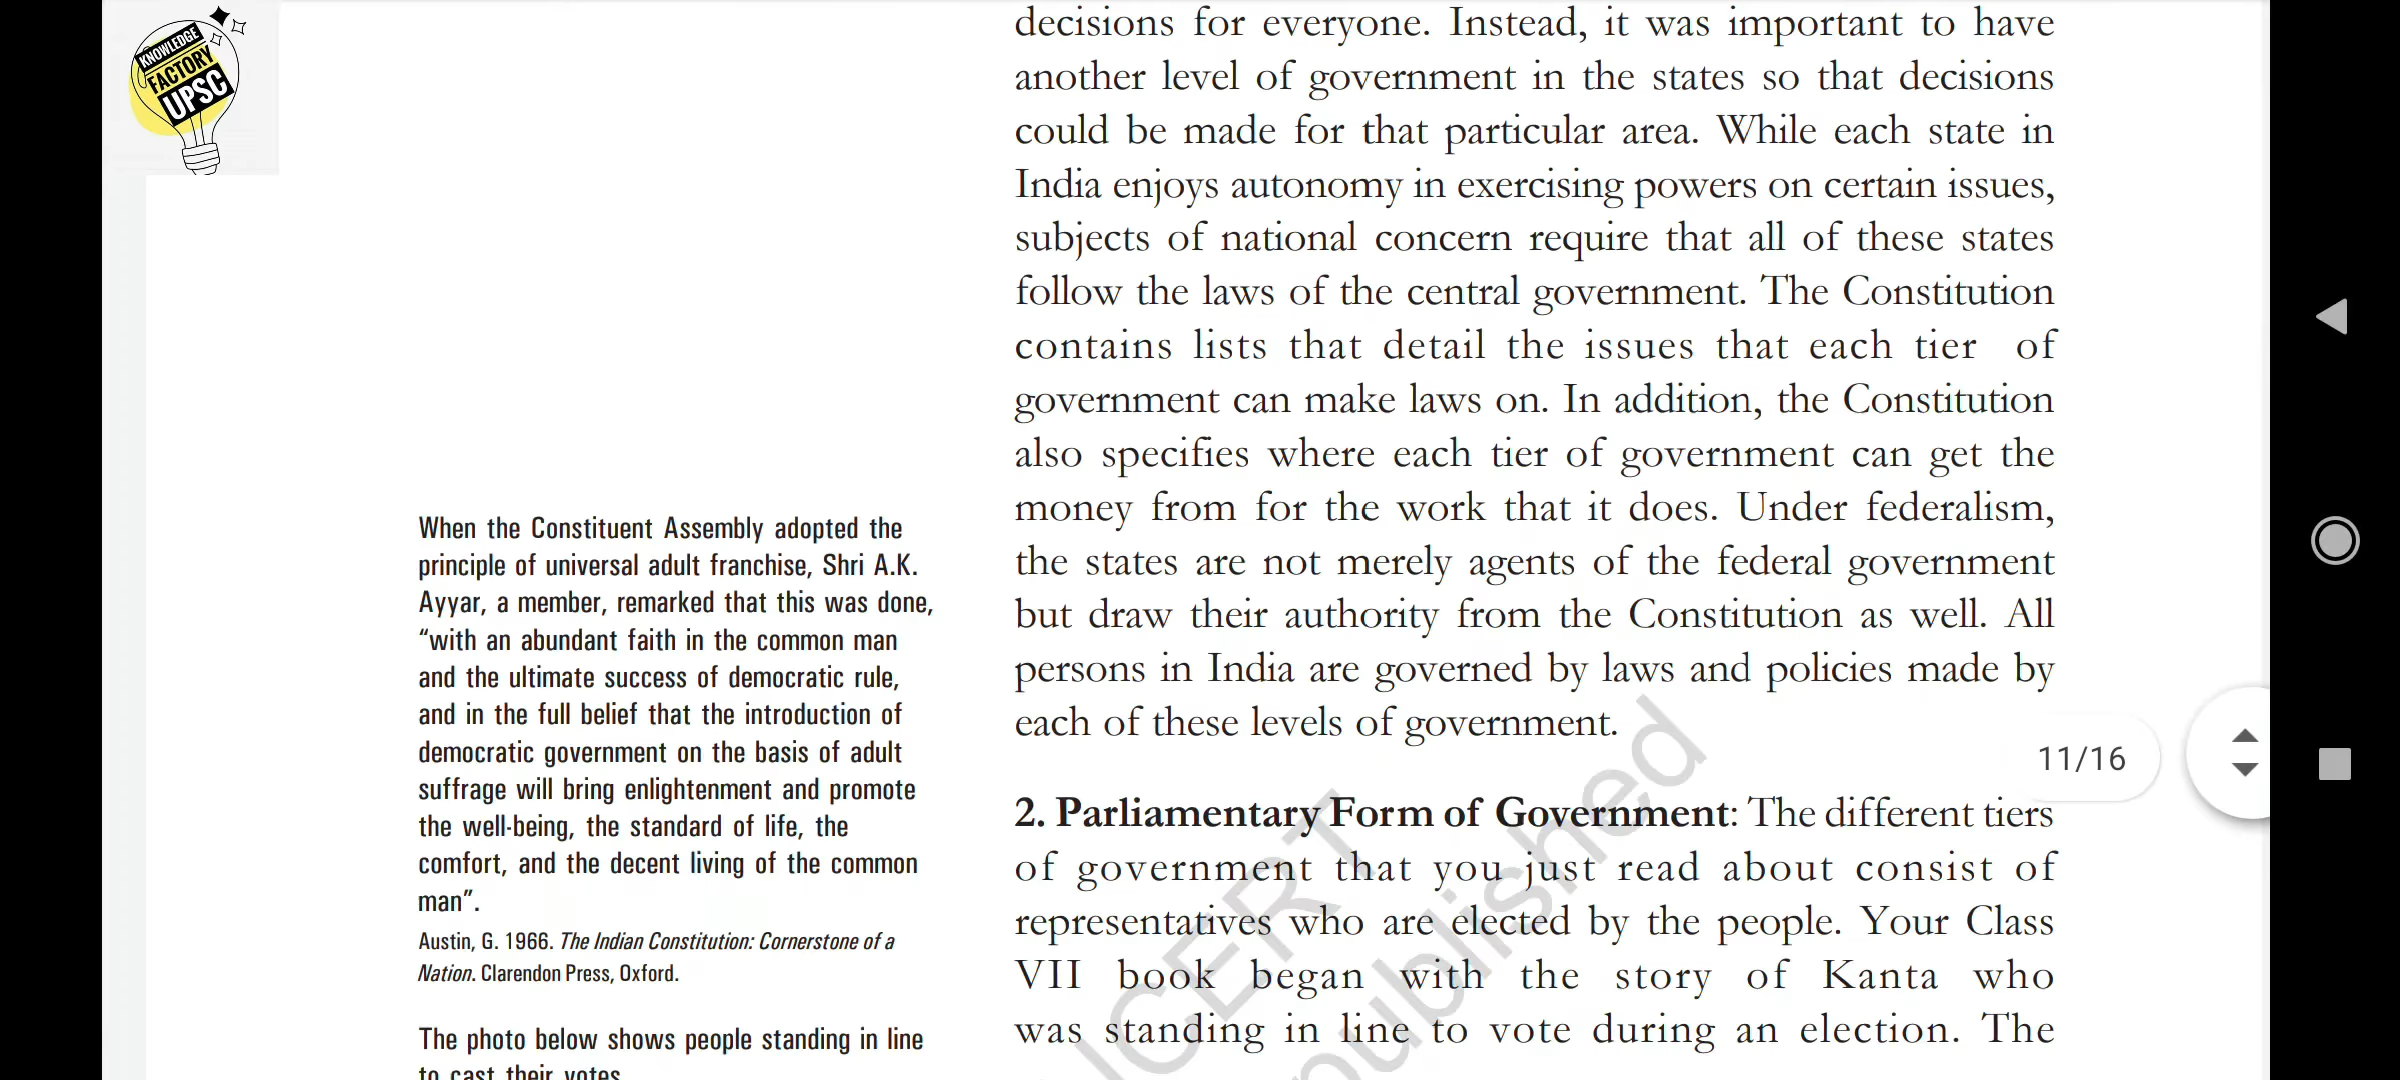 KNOWLEDGE
FACTORY
UPSC
decisions for everyone. Instead, it was important to have
another level of government in the states so that decisions
could be made for that particular area. While each state in
India enjoys autonomy in exercising powers on certain issues,
subjects of national concern require that all of these states
follow the laws of the central government. The Constitution
contains lists that detail the issues that each tier of
government can make laws on. In addition, the Constitution
also specifies where each tier of government can get the
money from for the work that it does. Under federalism,
the states are not merely agents of the federal government
but draw their authority from the Constitution as well. All
persons in India are governed by laws and policies made by
each of these levels of government.
2. Parliamentary Form of Government: The different tiers
of government that you just read about consist of
representatives who are elected by the people. Your Class
VII book began with the story of Kanta who
was standing in line to vote during an election. The
When the Constituent Assembly adopted the
principle of universal adult franchise, Shri A.K.
Ayyar, a member, remarked that this was done,
“with an abundant faith in the common man
and the ultimate success of democratic rule,
and in the full belief that the introduction of
democratic government on the basis of adult
suffrage will bring enlightenment and promote
the well-being, the standard of life, the
comfort, and the decent living of the common
man”.
Austin, G. 1966. The Indian Constitution: Cornerstone of a
Nation. Clarendon Press, Oxford.
The photo below shows people standing in line
to cast their votes
11/16
NCERT
published